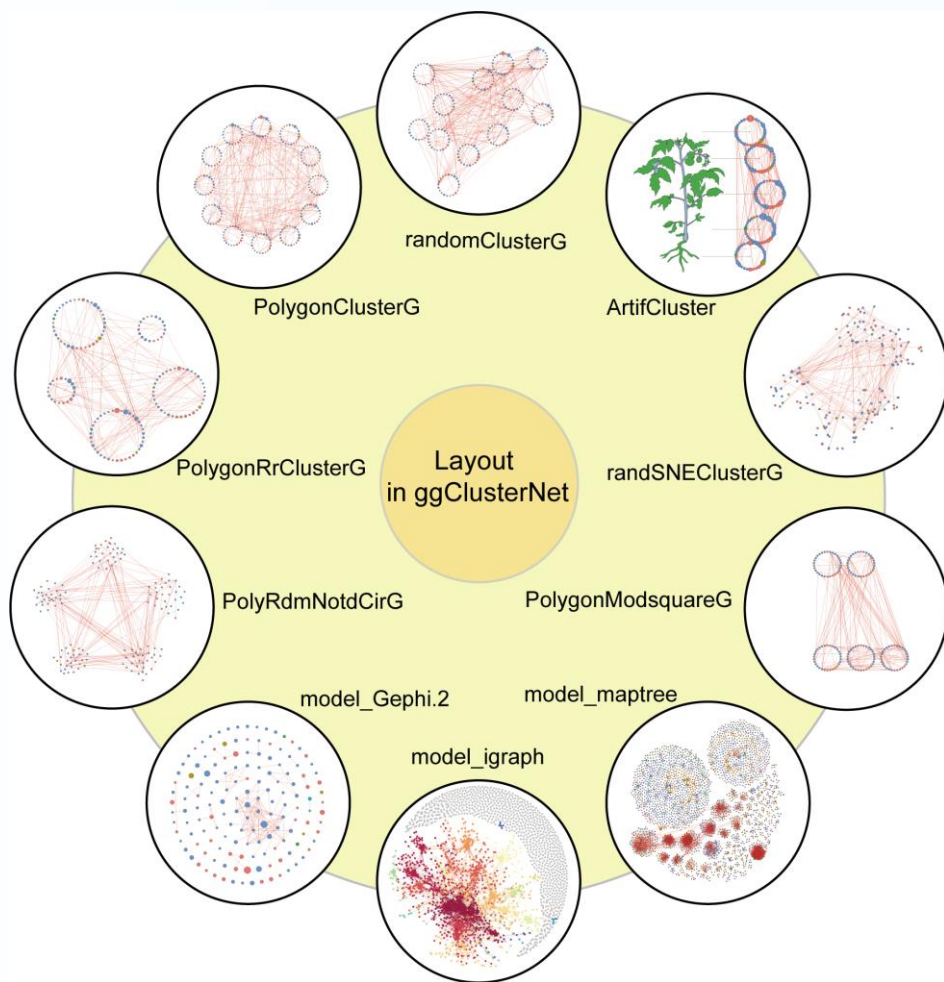 randomClusterG
PolygonClusterG
ArtifCluster
PolygonRrClusterG
Layout
in ggClusterNet
randSNEClusterG
PolyRdmNotdCirG
PolygonModsquareG
model_Gephi.2
model_maptree
model_igraph